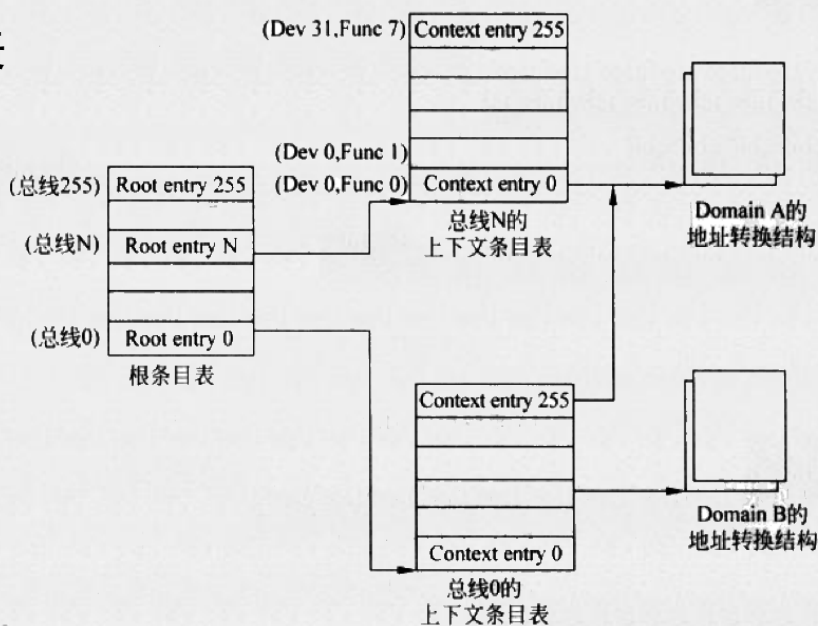 (Dev 31,Func 7)
Context entry 255
(Dev 0,Func 1)
(Dev 0,Func 0)
Context entry 0
总线N的
上下文条目表
(总线255)
Root entry 255
(总线N)
Root entry N
(总线0)
Root entry 0
根条目表
Domain A的
地址转换结构
Context entry 255
Context entry 0
总线0的
上下文条目表
Domain B的
地址转换结构